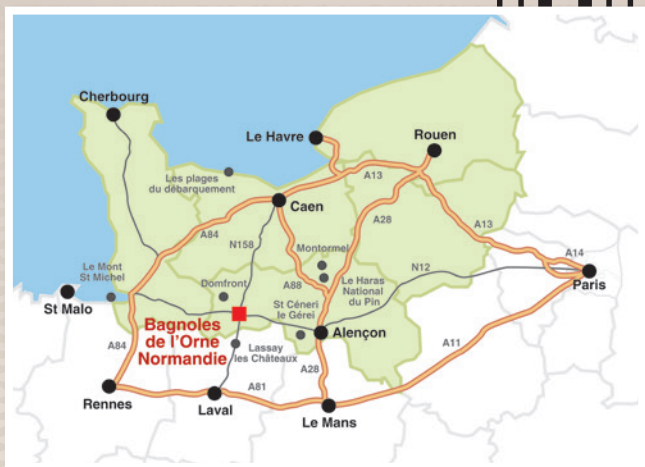 Cherbourg
Le Havre
Rouen
Les plages
du débarquement
A13
Caen
A28
A13
A84
N158
Montormel
N12
A14
Le Mont
St Michel
Domfront
A88
Le Haras
National
du Pin
Paris
St Malo
St Céneri
le Gérei
Bagnoles
de l'Orne
Normandie
Alençon
A84
Lassay
les Châteaux
A11
A28
A81
Rennes
Laval
Le Mans